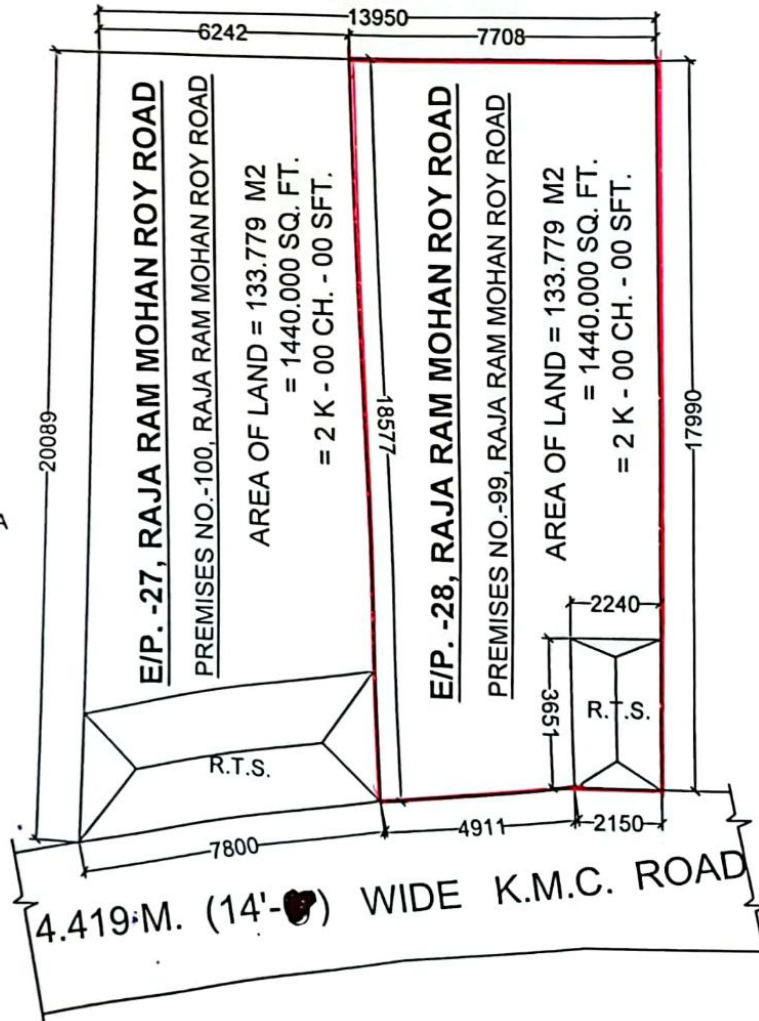 13950
6242
7708
E/P. -27, RAJA RAM MOHAN ROY ROAD
PREMISES NO.-100, RAJA RAM MOHAN ROY ROAD
AREA OF LAND = 133.779 M2
= 1440.000 SQ. FT.
= 2 K - 00 CH. - 00 SFT.
20089
18577
E/P. -28, RAJA RAM MOHAN ROY ROAD
PREMISES NO.-99, RAJA RAM MOHAN ROY ROAD
AREA OF LAND = 133.779 M2
= 1440.000 SQ. FT.
= 2 K - 00 CH. - 00 SFT.
17990
A
2240
3651
R.T.S.
R.T.S.
7800
4911
2150
4.419 M. (14'-) WIDE K.M.C. ROAD